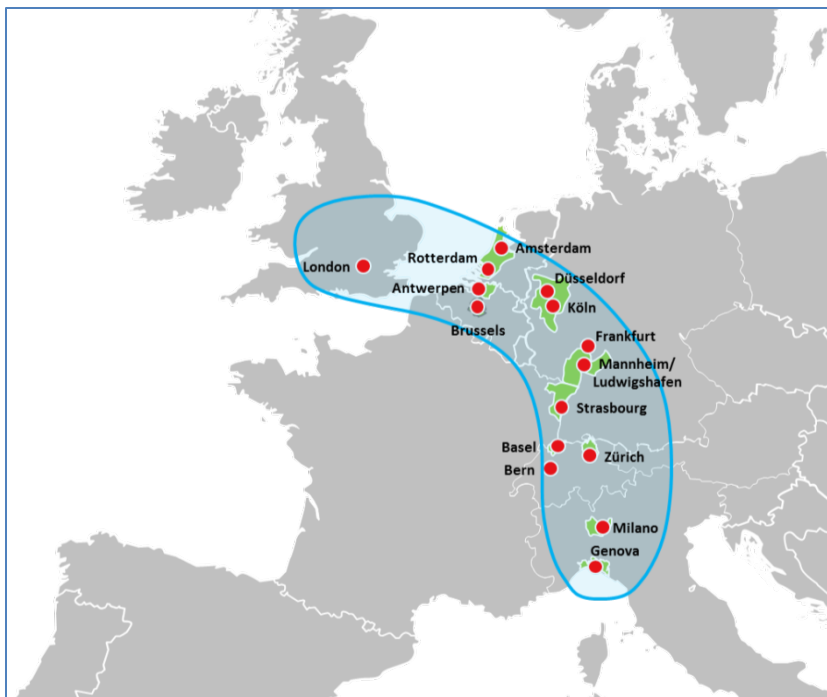 Amsterdam
Rotterdam
London
Antwerpen
Düsseldorf
Köln
Brussels
Frankfurt
Mannheim/
Ludwigshafen
Strasbourg
Basel
Zürich
Bern
Milano
Genova